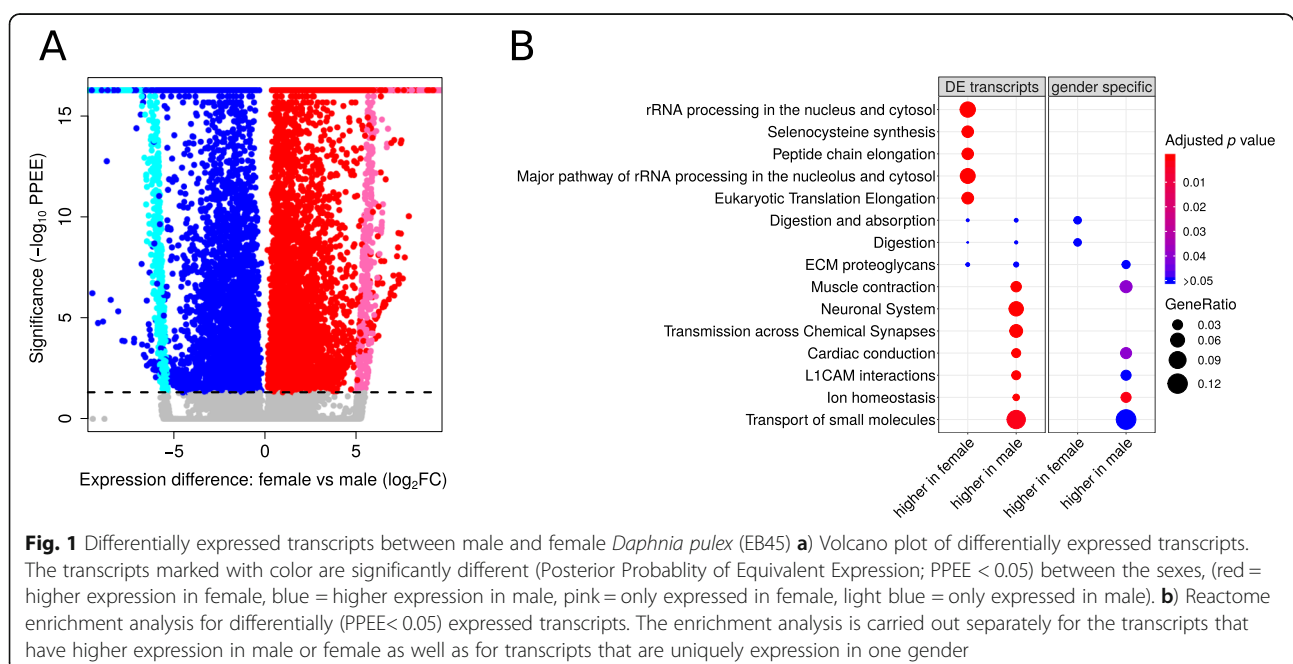 A
Significance (−log10 PPEE)
15
10
5
0
−5
0
5
Expression difference: female vs male (log2FC)
B
DE transcripts
gender specific
rRNA processing in the nucleus and cytosol
Selenocysteine synthesis
Peptide chain elongation
Major pathway of rRNA processing in the nucleolus and cytosol
Eukaryotic Translation Elongation
Digestion and absorption
Digestion
ECM proteoglycans
Muscle contraction
Neuronal System
Transmission across Chemical Synapses
Cardiac conduction
L1CAM interactions
Ion homeostasis
Transport of small molecules
higher in female
higher in male
higher in female
higher in male
Adjusted p value
0.01
0.02
0.03
0.04
>0.05
GeneRatio
0.03
0.06
0.09
0.12
Fig. 1 Differentially expressed transcripts between male and female Daphnia pulex (EB45) a) Volcano plot of differentially expressed transcripts.
The transcripts marked with color are significantly different (Posterior Probablity of Equivalent Expression; PPEE < 0.05) between the sexes, (red =
higher expression in female, blue = higher expression in male, pink = only expressed in female, light blue = only expressed in male). b) Reactome
enrichment analysis for differentially (PPEE< 0.05) expressed transcripts. The enrichment analysis is carried out separately for the transcripts that
have higher expression in male or female as well as for transcripts that are uniquely expression in one gender